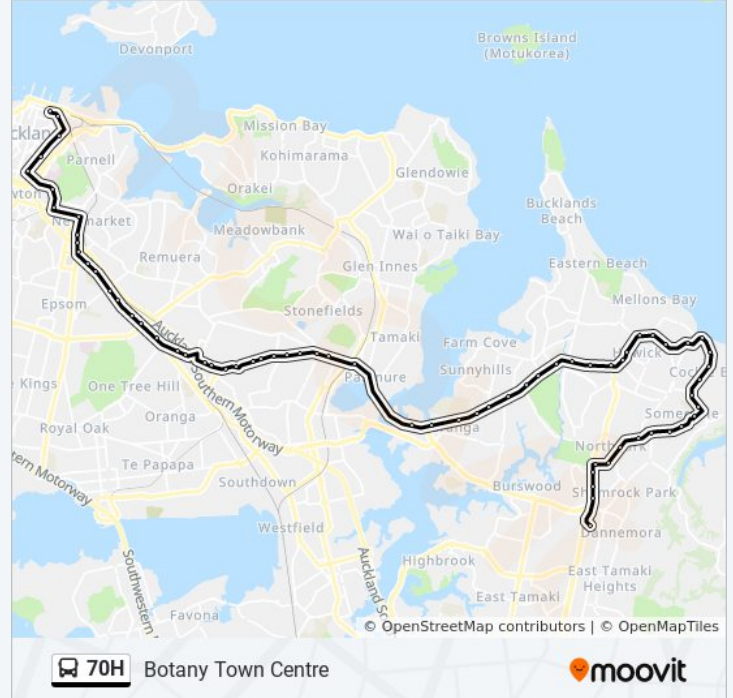 Devonport
Browns Island
(Motukorea)
Mission Bay
Kohimarama
Parnell
Glendowie
Orakei
Bucklands
Beach
Meadowbank
Wai o Taiki Bay
Remuera
Glen Innes
Eastern Beach
Mellons Bay
Epsom
Stonefields
Tamaki
Farm Cove
Sunnyhills
One Tree Hill
Southern Motorway
Oranga
Royal Oak
Te Papapa
Southdown
Burswood
Shamrock Park
Westfield
Dannemora
Highbrook
East Tamaki
Heights
East Tamaki
Favona
© OpenStreetMap contributors | © OpenMapTiles
70H Botany Town Centre
moovit